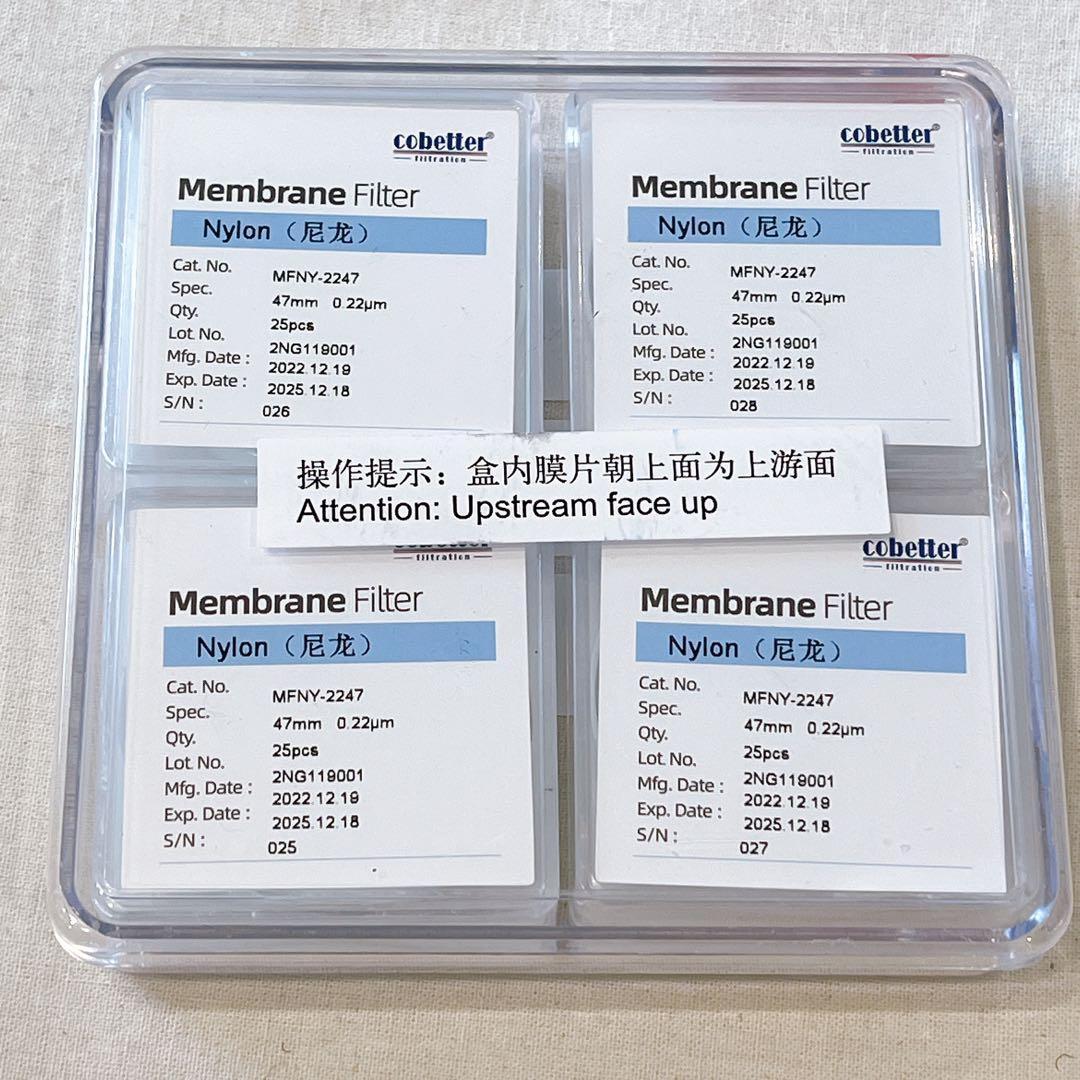 cobetter®
filtration
Membrane Filter
Nylon（尼龙）
Cat. No. MFNY-2247
Spec. 47mm 0.22μm
Qty. 25pcs
Lot No. 2NG119001
Mfg. Date : 2022.12.19
Exp. Date : 2025.12.18
S/N : 026
cobetter®
filtration
Membrane Filter
Nylon（尼龙）
Cat. No. MFNY-2247
Spec. 47mm 0.22μm
Qty. 25pcs
Lot No. 2NG119001
Mfg. Date : 2022.12.19
Exp. Date : 2025.12.18
S/N : 028
操作提示：盒内膜片朝上面为上游面
Attention: Upstream face up
filtration
Membrane Filter
Nylon（尼龙）
Cat. No. MFNY-2247
Spec. 47mm 0.22μm
Qty. 25pcs
Lot No. 2NG119001
Mfg. Date : 2022.12.19
Exp. Date : 2025.12.18
S/N : 025
cobetter®
filtration
Membrane Filter
Nylon（尼龙）
Cat. No. MFNY-2247
Spec. 47mm 0.22μm
Qty. 25pcs
Lot No. 2NG119001
Mfg. Date : 2022.12.19
Exp. Date : 2025.12.18
S/N : 027